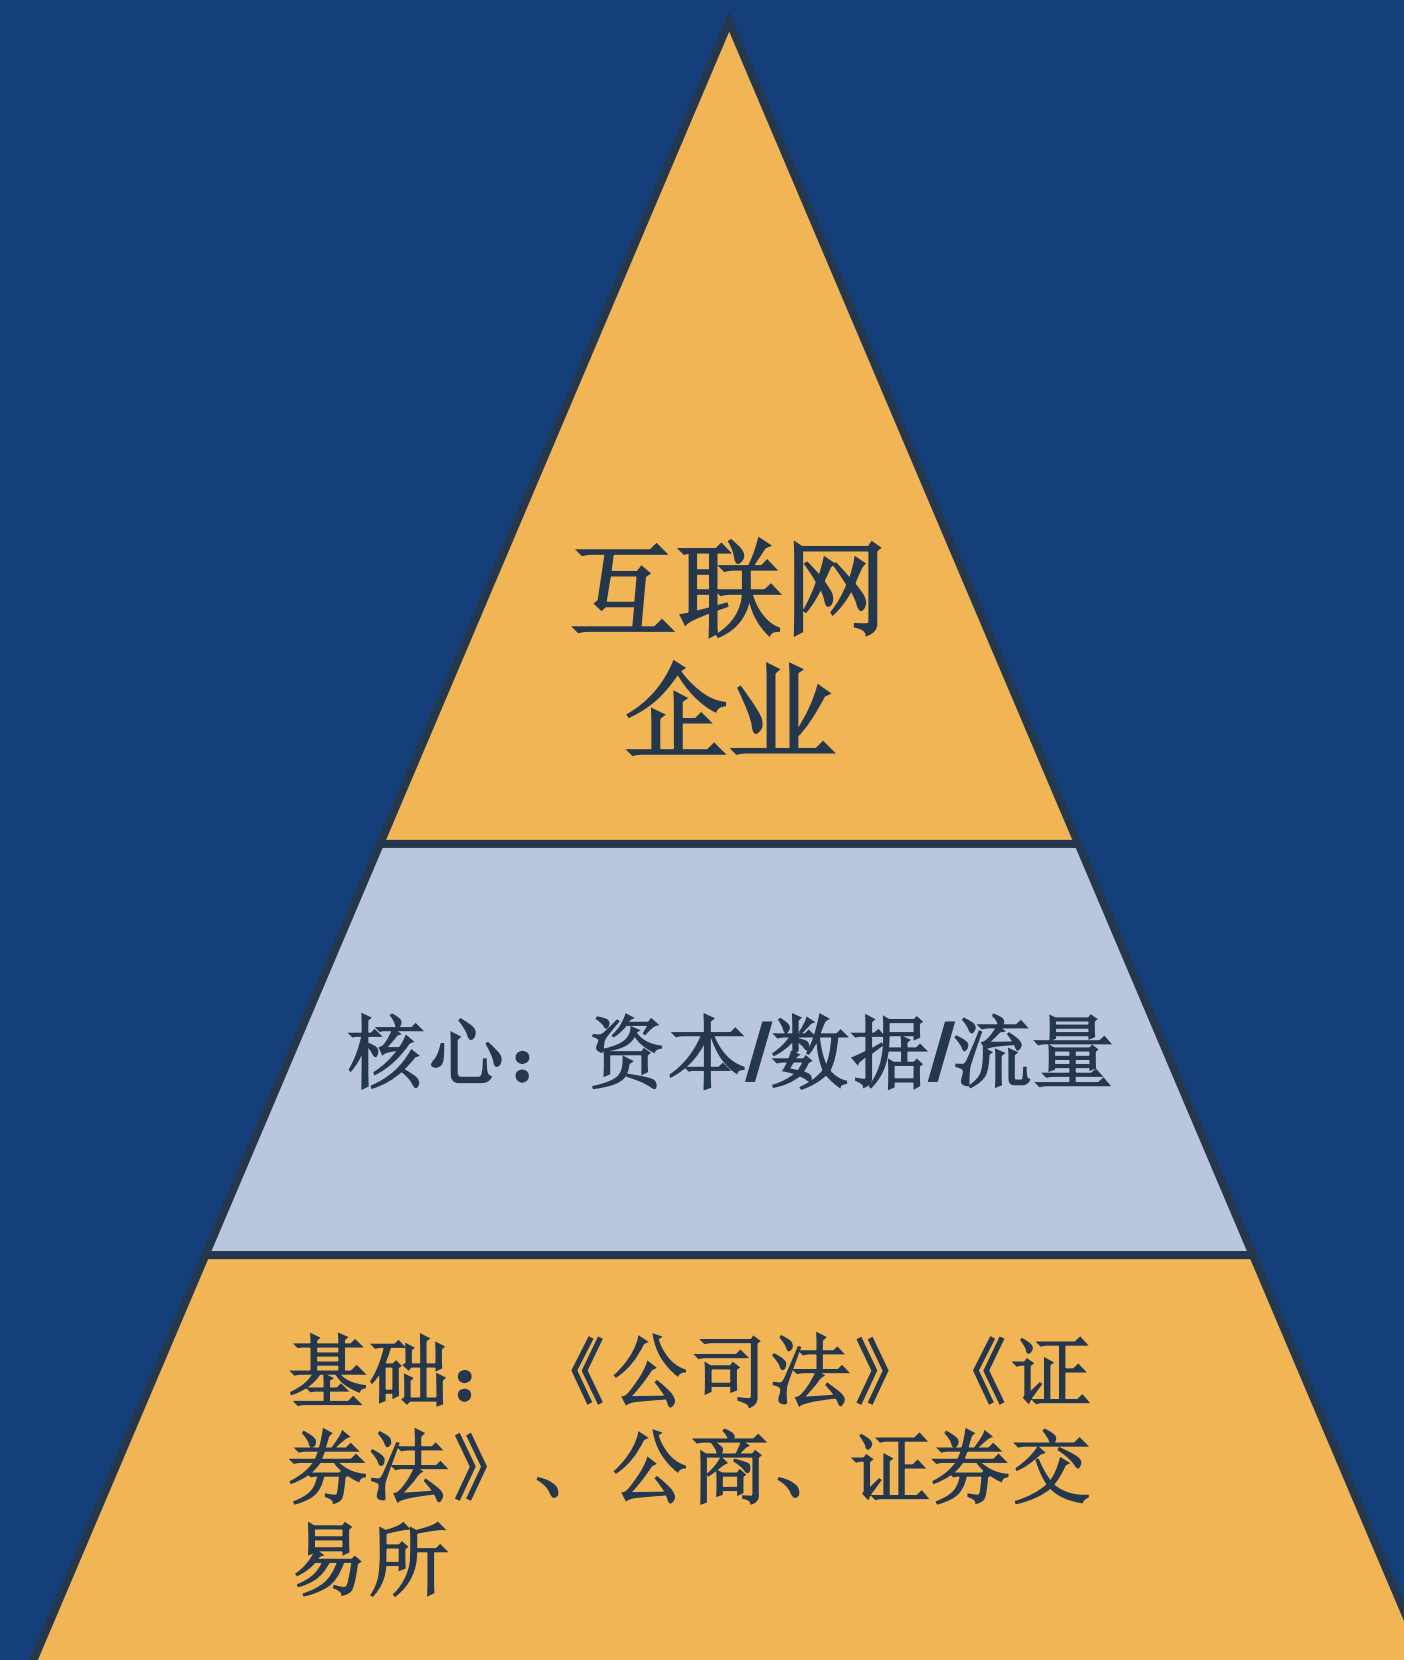 互联网
企业
核心：资本/数据/流量
基础：《公司法》《证
券法》、公商、证券交
易所